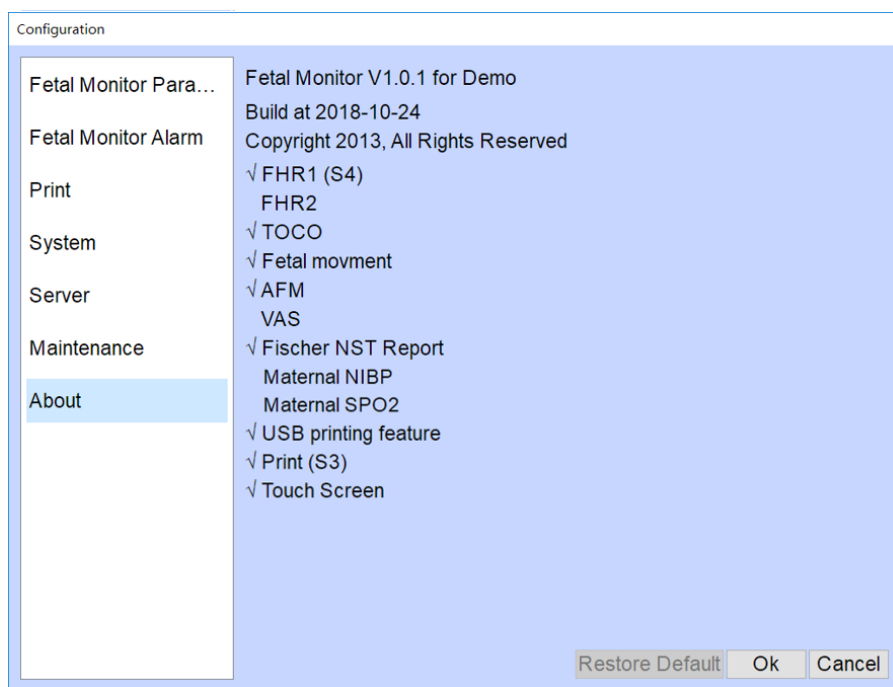 Configuration
Fetal Monitor Para...
Fetal Monitor Alarm
Print
System
Server
Maintenance
About
Fetal Monitor V1.0.1 for Demo
Build at 2018-10-24
Copyright 2013, All Rights Reserved
√ FHR1 (S4)
FHR2
√ TOCO
√ Fetal movment
√ AFM
VAS
√ Fischer NST Report
Maternal NIBP
Maternal SPO2
√ USB printing feature
√ Print (S3)
√ Touch Screen
Restore Default Ok Cancel